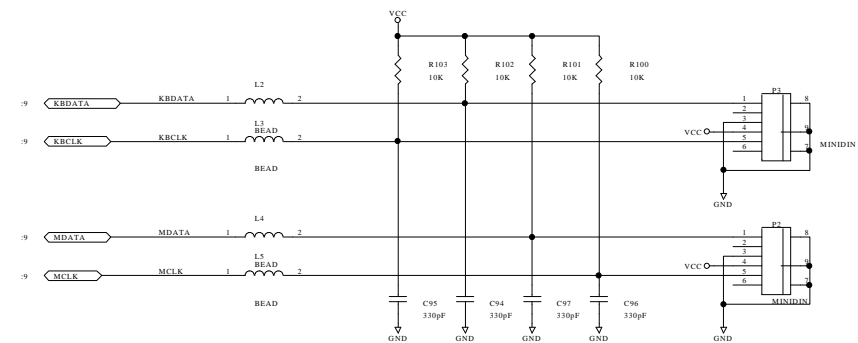 VCC
R103 R102 R101 R100
10K 10K 10K 10K
L2
P3
:9 KBDATA KBDATA 1 2 1 8
2
L3
3
BEAD
VCC 4 9
:9 KBCLK KBCLK 1 2 5
MINIDIN
6 7
BEAD
GND
L4
P2
:9 MDATA MDATA 1 2 1 8
2
L5
3
BEAD
VCC 4 9
:9 MCLK MCLK 1 2 5
6 7
BEAD
MINIDIN
C95 C94 C97 C96
330pF 330pF 330pF 330pF
GND GND GND GND GND